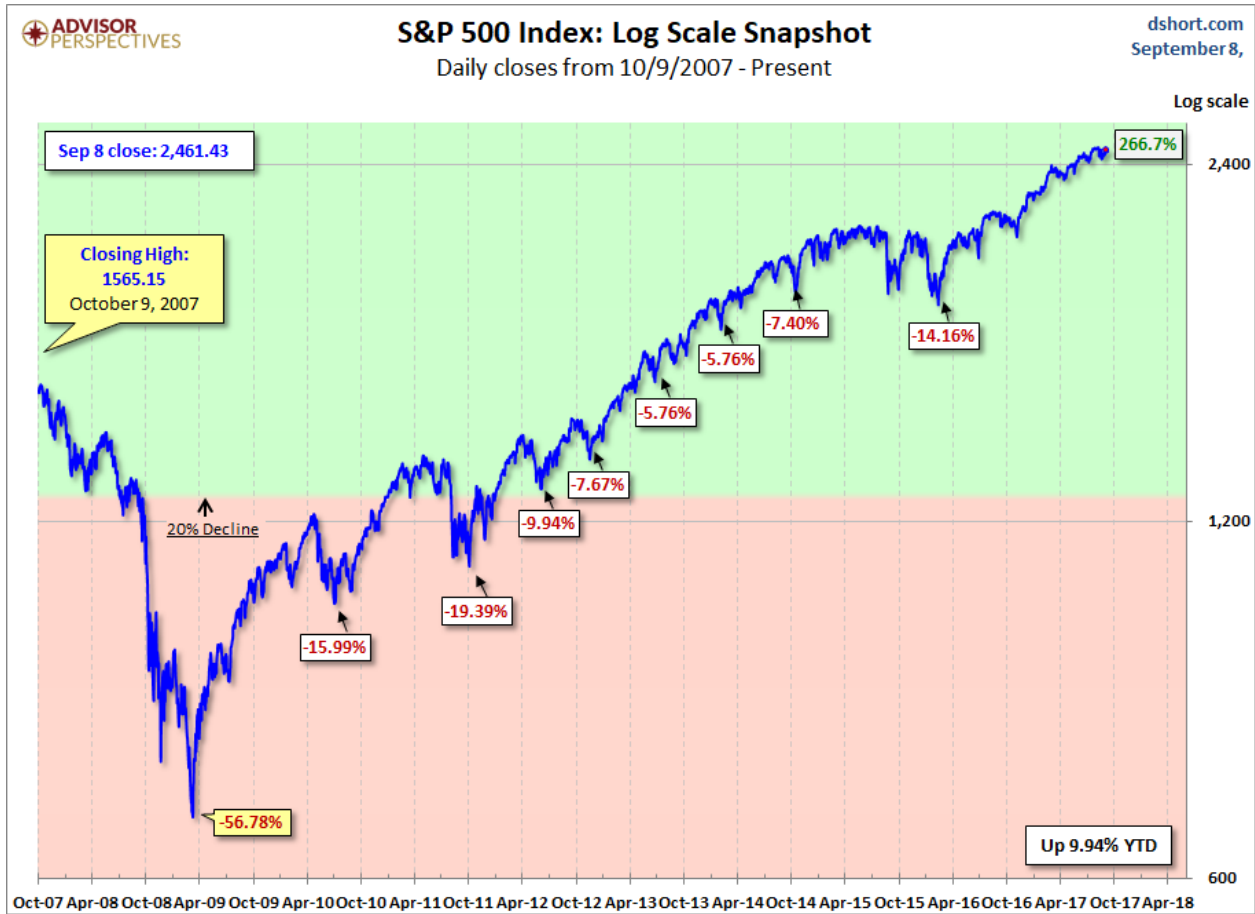 ADVISOR
PERSPECTIVES
S&P 500 Index: Log Scale Snapshot
Daily closes from 10/9/2007 - Present
dshort.com
September 8,
Log scale
Sep 8 close: 2,461.43
266.7%
2,400
Closing High:
1565.15
October 9, 2007
-7.40%
-14.16%
-5.76%
-5.76%
-7.67%
-9.94%
20% Decline
1,200
-19.39%
-15.99%
-56.78%
Up 9.94% YTD
600
Oct-07 Apr-08 Oct-08 Apr-09 Oct-09 Apr-10 Oct-10 Apr-11 Oct-11 Apr-12 Oct-12 Apr-13 Oct-13 Apr-14 Oct-14 Apr-15 Oct-15 Apr-16 Oct-16 Apr-17 Oct-17 Apr-18